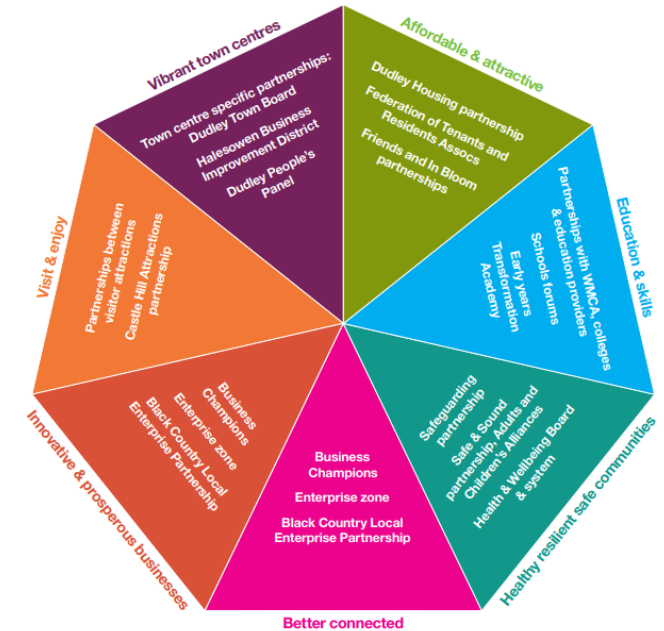 Vibrant town centres
Town centre specific partnerships:
Dudley Town Board
Halesowen Business
Improvement District
Dudley People's
Panel
Affordable & attractive
Dudley Housing partnership
Federation of Tenants and
Residents Assocs
Friends and In Bloom
partnerships
Education & skills
Partnerships with WMCA, colleges
& education providers
Schools forums
Early years
Transformation
Academy
Healthy resilient safe communities
Safeguarding
partnership
Safe & Sound
partnership, Adults and
Children's Alliances
Health & Wellbeing Board
& system
Better connected
Business
Champions
Enterprise zone
Black Country Local
Enterprise Partnership
Innovative & prosperous businesses
Business
Champions
Enterprise zone
Black Country Local
Enterprise Partnership
Visit & enjoy
Partnerships between
visitor attractions
Castle Hill Attractions
partnership